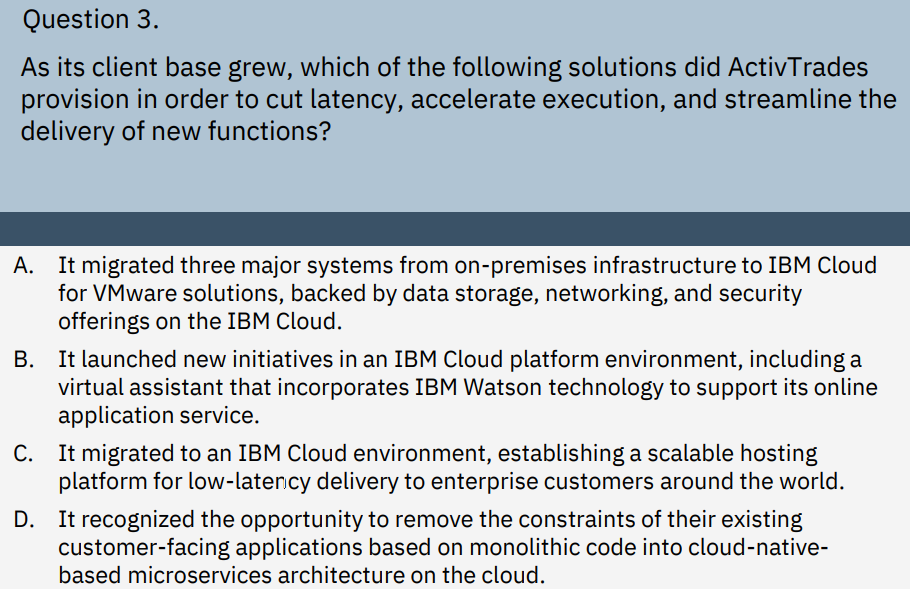 Question 3.
As its client base grew, which of the following solutions did ActivTrades
provision in order to cut latency, accelerate execution, and streamline the
delivery of new functions?
A. It migrated three major systems from on-premises infrastructure to IBM Cloud
for VMware solutions, backed by data storage, networking, and security
offerings on the IBM Cloud.
B. It launched new initiatives in an IBM Cloud platform environment, including a
virtual assistant that incorporates IBM Watson technology to support its online
application service.
C. It migrated to an IBM Cloud environment, establishing a scalable hosting
platform for low-latency delivery to enterprise customers around the world.
D. It recognized the opportunity to remove the constraints of their existing
customer-facing applications based on monolithic code into cloud-native-
based microservices architecture on the cloud.